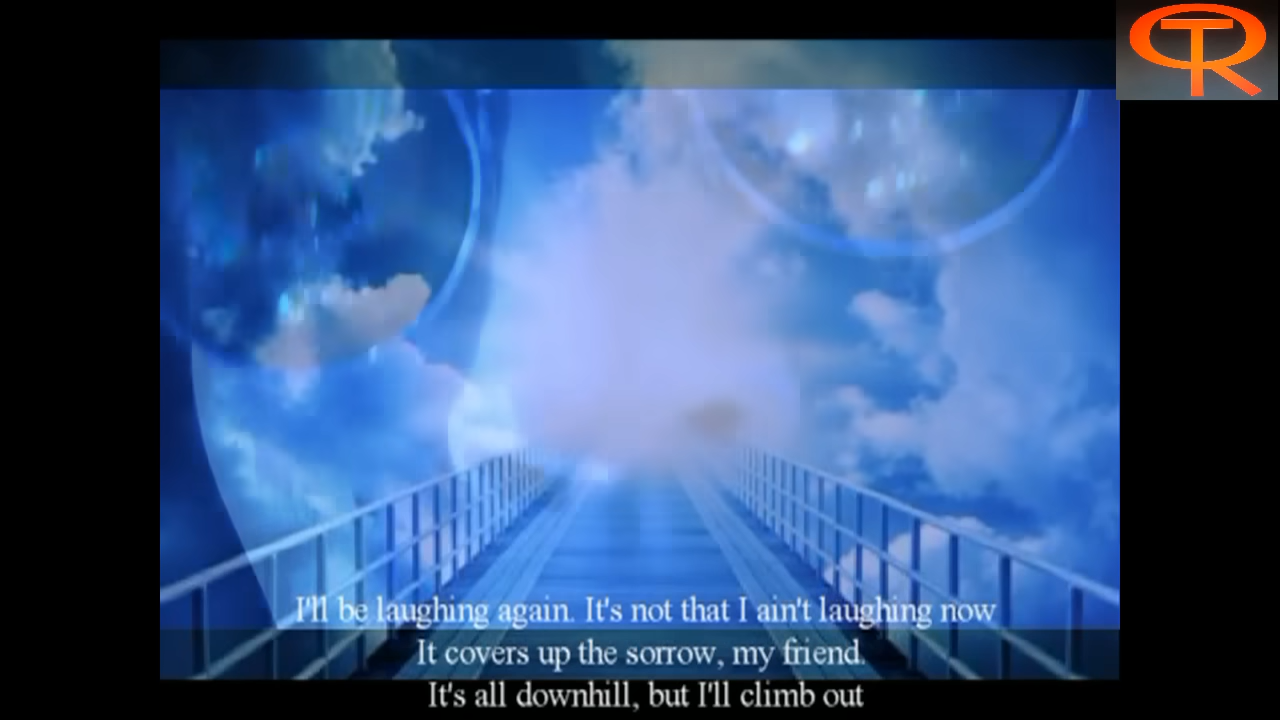 TR
I'll be laughing again. It's not that I ain't laughing now
It covers up the sorrow, my friend.
It's all downhill, but I'll climb out